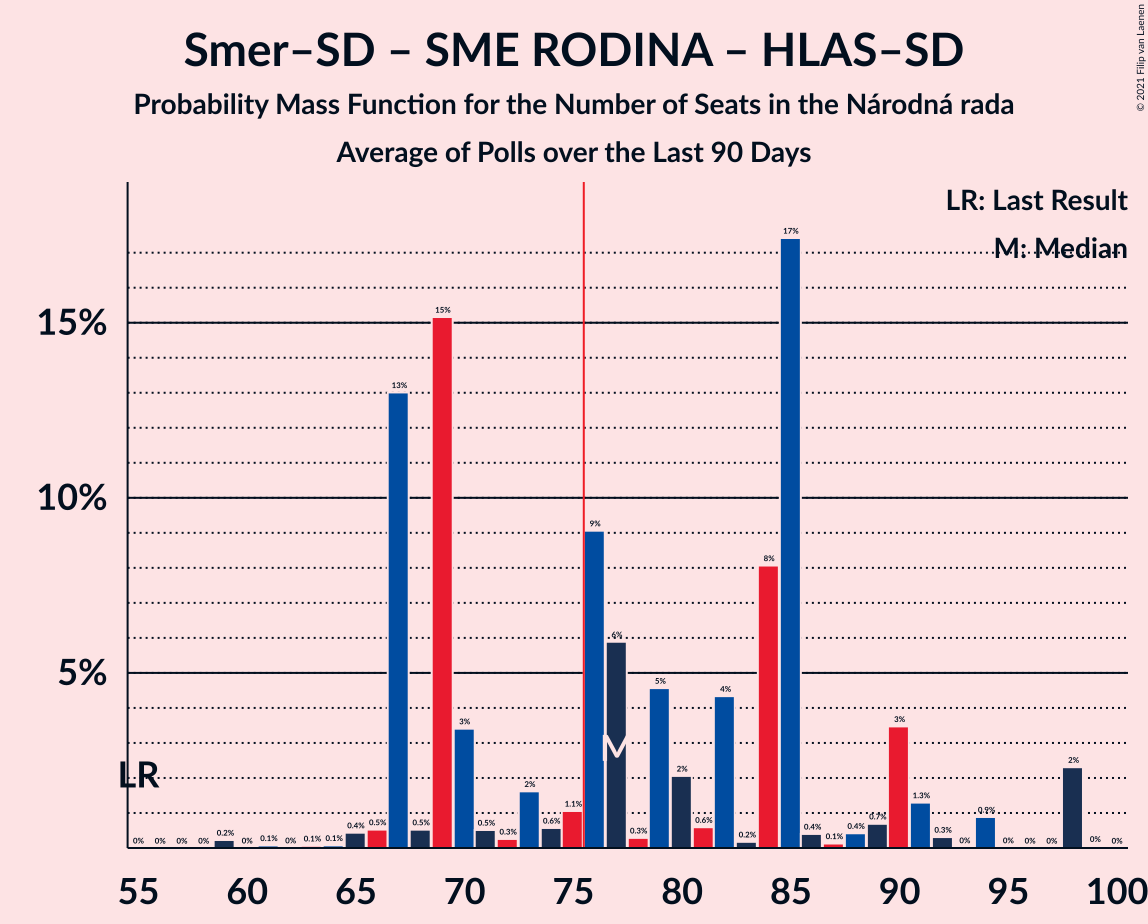 © 2021 Filip van Laenen
Smer–SD – SME RODINA – HLAS–SD
Probability Mass Function for the Number of Seats in the Národná rada
Average of Polls over the Last 90 Days
LR: Last Result
M: Median
15%
10%
5%
LR
M
0% 0% 0% 0% 0.2% 0% 0.1% 0% 0.1% 0.1% 0.4% 0.5% 13% 0.5% 15% 3% 0.5% 0.3% 2% 0.6% 1.1% 9% 6% 0.3% 5% 2% 0.6% 4% 0.2% 8% 17% 0.4% 0.1% 0.4% 0.7% 3% 1.3% 0.3% 0% 0.9% 0% 0% 0% 2% 0% 0%
55 60 65 70 75 80 85 90 95 100